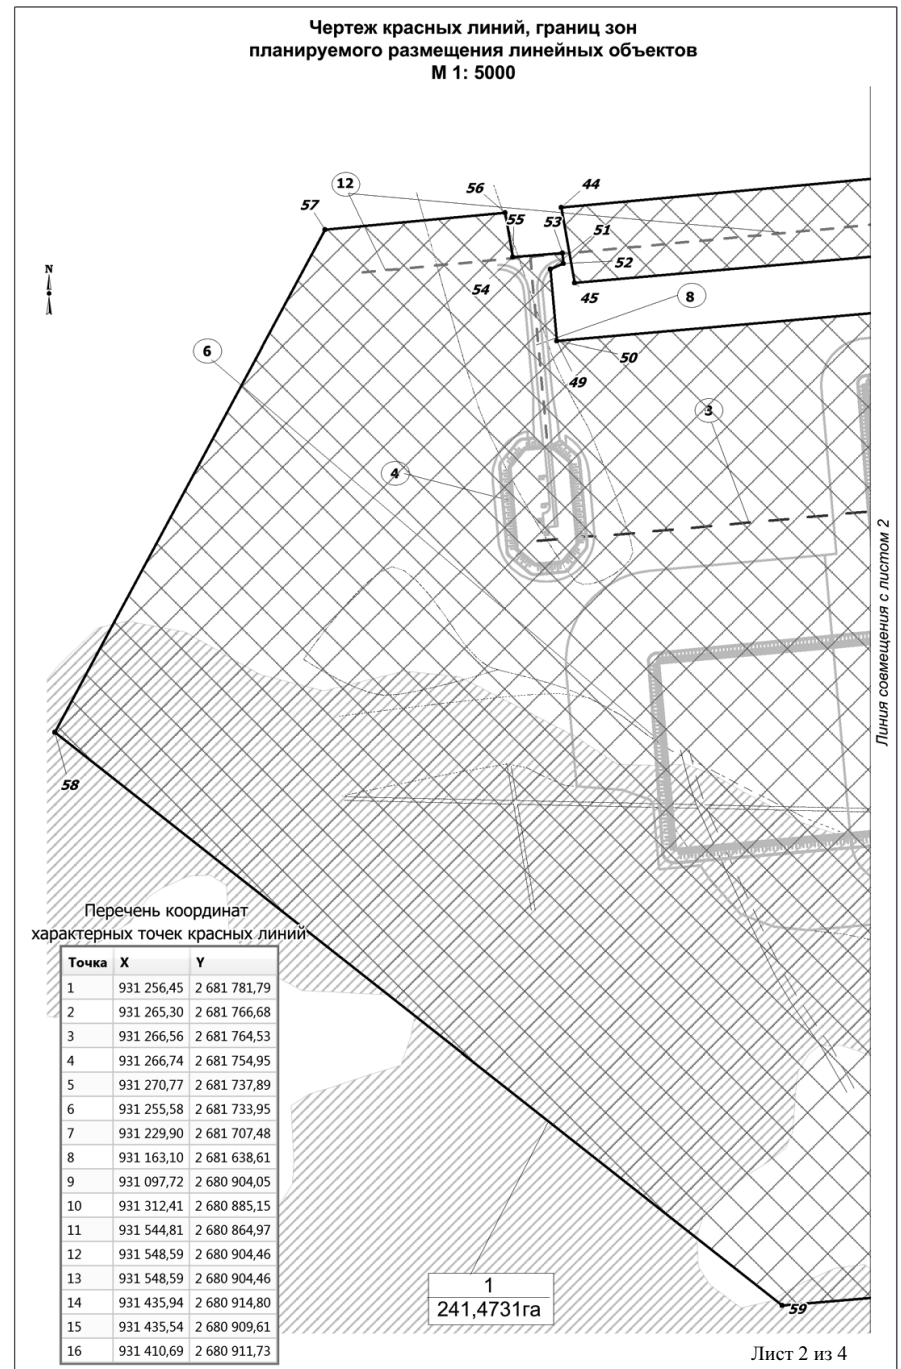 Чертеж красных линий, границ зон
планируемого размещения линейных объектов
М 1: 5000
12
44
56
57
55
53
51
52
N
54
45
8
6
50
49
3
4
Линия совмещения с листом 2
58
Перечень координат
характерных точек красных линий
Точка X Y
1 931 256,45 2 681 781,79
2 931 265,30 2 681 766,68
3 931 266,56 2 681 764,53
4 931 266,74 2 681 754,95
5 931 270,77 2 681 737,89
6 931 255,58 2 681 733,95
7 931 229,90 2 681 707,48
8 931 163,10 2 681 638,61
9 931 097,72 2 680 904,05
10 931 312,41 2 680 885,15
11 931 544,81 2 680 864,97
12 931 548,59 2 680 904,46
13 931 548,59 2 680 904,46
14 931 435,94 2 680 914,80
15 931 435,54 2 680 909,61
16 931 410,69 2 680 911,73
1
241,4731га
59
Лист 2 из 4